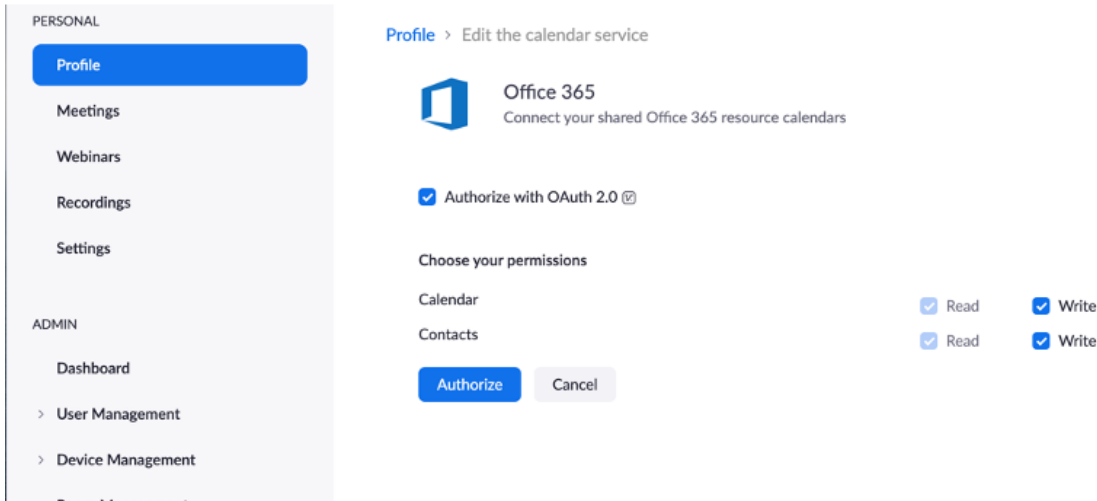 PERSONAL
Profile
Meetings
Webinars
Recordings
Settings
ADMIN
Dashboard
> User Management
> Device Management
Profile > Edit the calendar service
Office 365
Connect your shared Office 365 resource calendars
Authorize with OAuth 2.0
Choose your permissions
Calendar Read Write
Contacts Read Write
Authorize Cancel